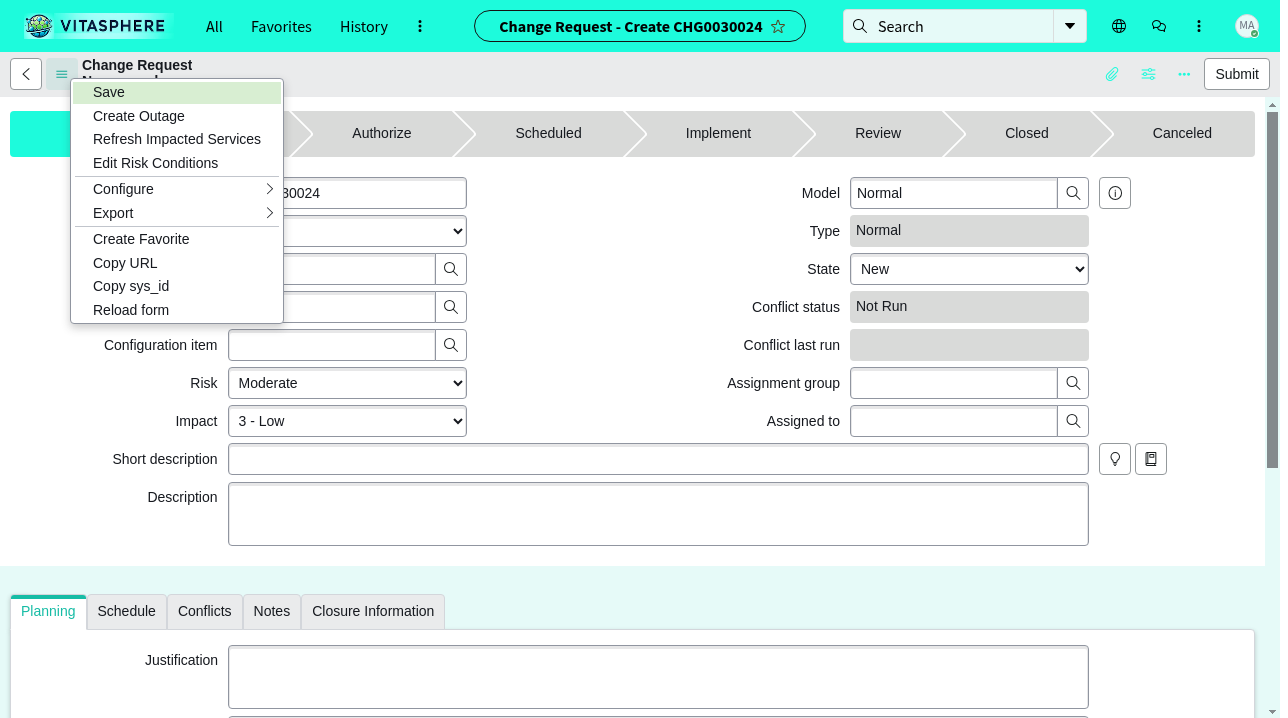 VITASPHERE
All
Favorites
History
Change Request - Create CHG0030024
Search
MA
Change Request
Submit
Save
Create Outage
Refresh Impacted Services
Edit Risk Conditions
Configure
Export
Create Favorite
Copy URL
Copy sys_id
Reload form
Authorize
Scheduled
Implement
Review
Closed
Canceled
30024
Model
Normal
Type
Normal
State
New
Conflict status
Not Run
Configuration item
Conflict last run
Risk
Moderate
Assignment group
Impact
3 - Low
Assigned to
Short description
Description
Planning
Schedule
Conflicts
Notes
Closure Information
Justification